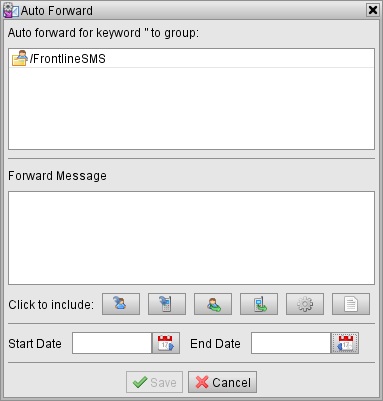 Auto Forward
Auto forward for keyword '' to group:
/FrontlineSMS
Forward Message
Click to include:
Start Date
End Date
Save
Cancel